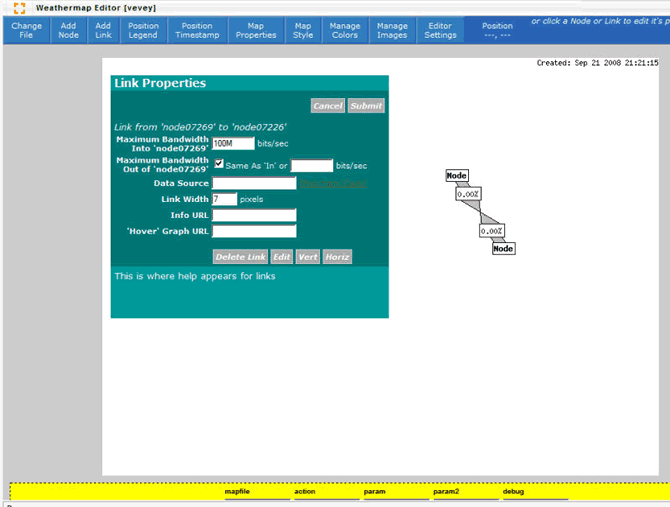 Weathermap Editor [vevey]
Change File
Add Node
Add Link
Position Legend
Position Timestamp
Map Properties
Map Style
Manage Colors
Manage Images
Editor Settings
Position ---, ---
or click a Node or Link to edit it's p
Created: Sep 21 2008 21:21:15
Link Properties
Cancel Submit
Link from 'node07269' to 'node07226'
Maximum Bandwidth Into 'node07269' 100M bits/sec
Maximum Bandwidth Out of 'node07269' Same As 'In' or bits/sec
Data Source
Link Width 7 pixels
Info URL
'Hover' Graph URL
Delete Link Edit Vert Horiz
This is where help appears for links
Node
0.00%
0.00%
Node
mapfile action param param2 debug